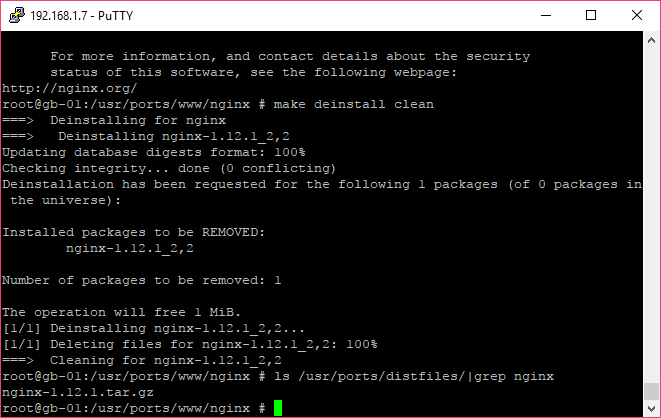 192.168.1.7 - PuTTY
For more information, and contact details about the security
status of this software, see the following webpage:
http://nginx.org/
root@gb-01:/usr/ports/www/nginx # make deinstall clean
===>  Deinstalling for nginx
===>   Deinstalling nginx-1.12.1_2,2
Updating database digests format: 100%
Checking integrity... done (0 conflicting)
Deinstallation has been requested for the following 1 packages (of 0 packages in
the universe):
Installed packages to be REMOVED:
nginx-1.12.1_2,2
Number of packages to be removed: 1
The operation will free 1 MiB.
[1/1] Deinstalling nginx-1.12.1_2,2...
[1/1] Deleting files for nginx-1.12.1_2,2: 100%
===>  Cleaning for nginx-1.12.1_2,2
root@gb-01:/usr/ports/www/nginx # ls /usr/ports/distfiles/|grep nginx
nginx-1.12.1.tar.gz
root@gb-01:/usr/ports/www/nginx #